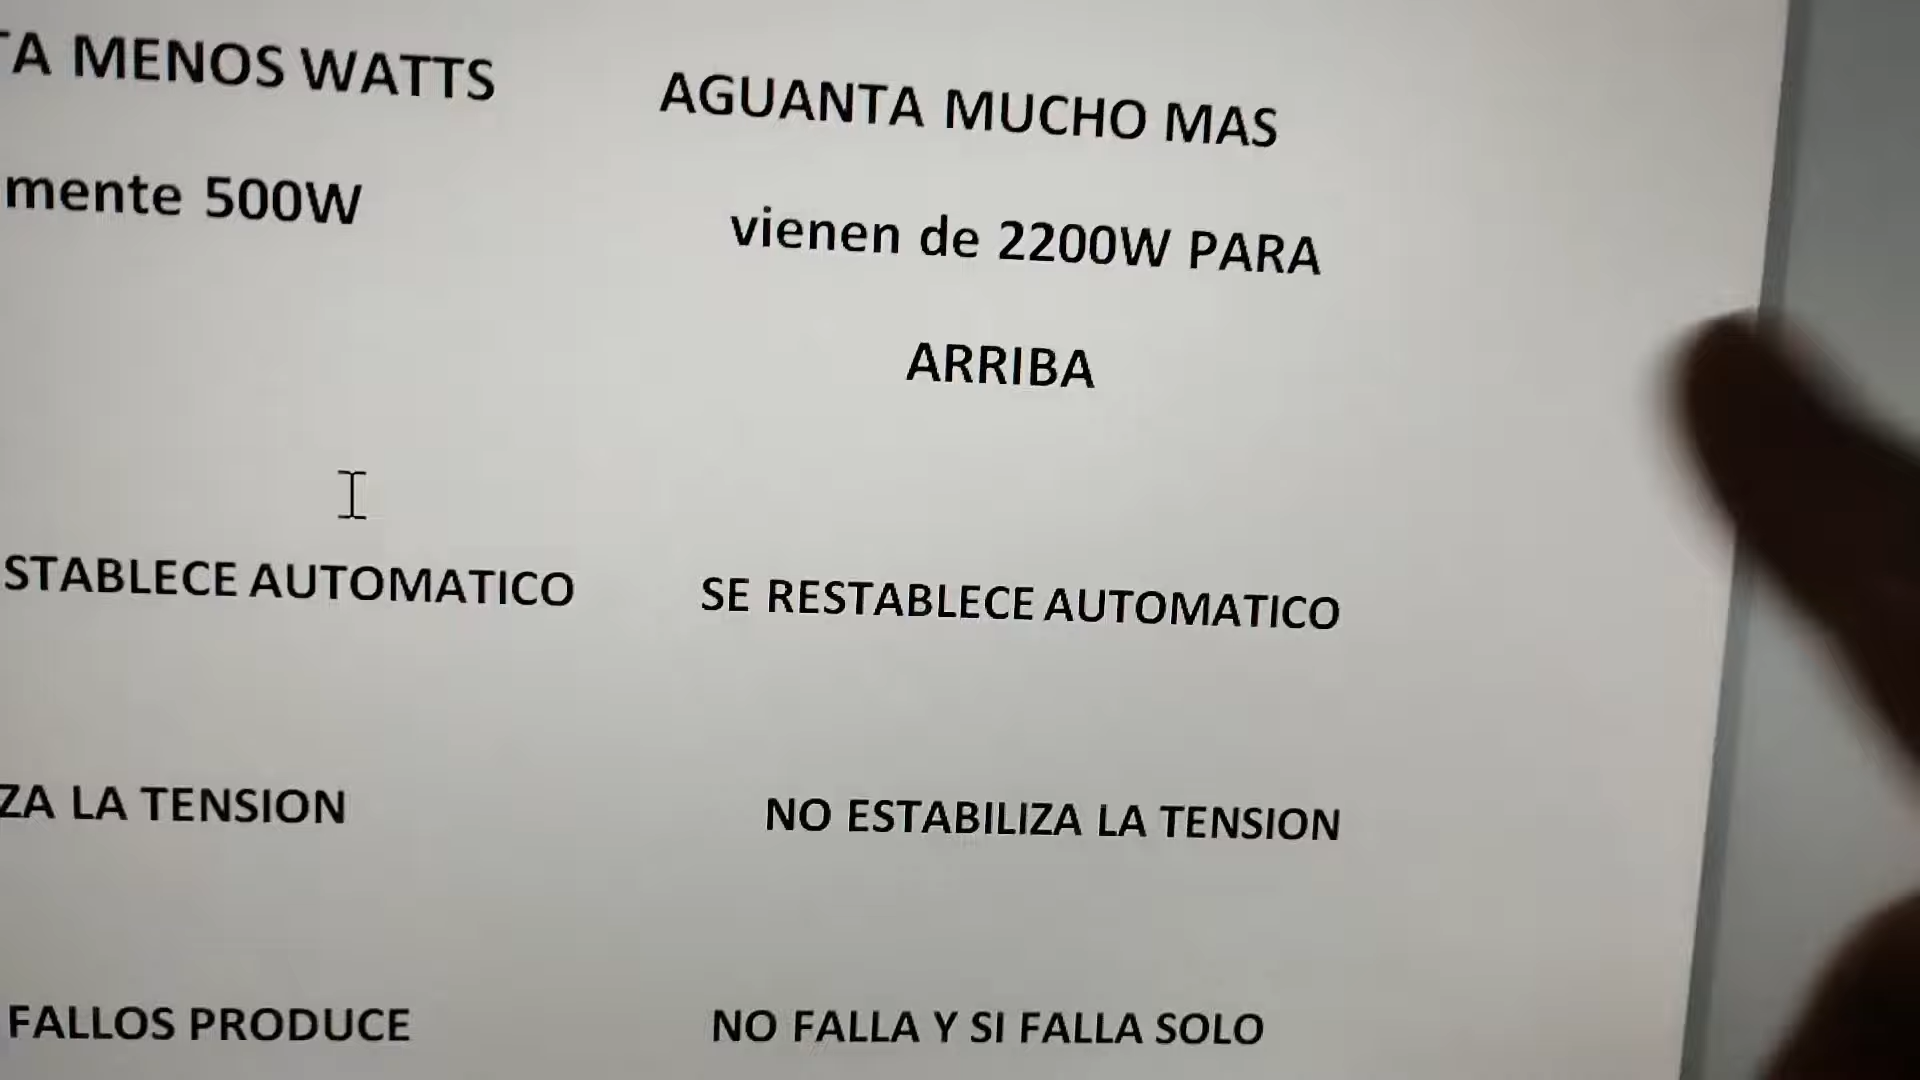 TA MENOS WATTS
mente 500W
STABLECE AUTOMATICO
ZA LA TENSION
FALLOS PRODUCE
AGUANTA MUCHO MAS
vienen de 2200W PARA
ARRIBA
SE RESTABLECE AUTOMATICO
NO ESTABILIZA LA TENSION
NO FALLA Y SI FALLA SOLO